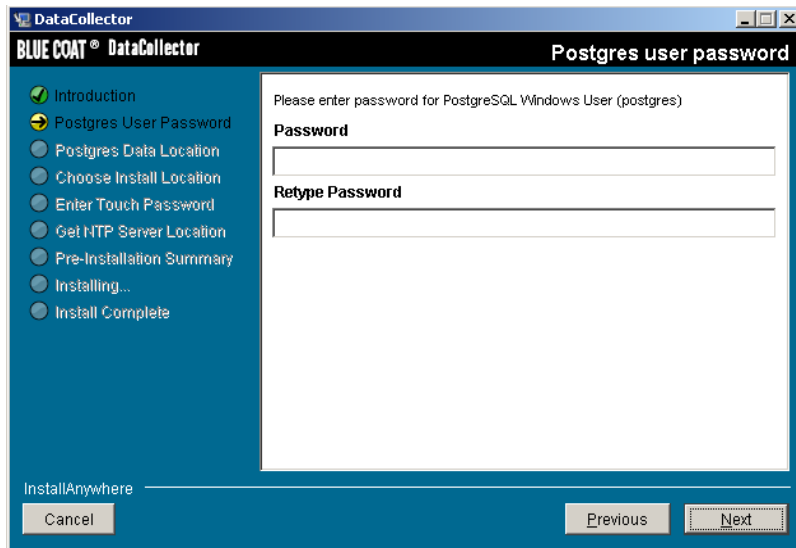 DataCollector
BLUE COAT ® DataCollector
Postgres user password
Introduction
Postgres User Password
Postgres Data Location
Choose Install Location
Enter Touch Password
Get NTP Server Location
Pre-Installation Summary
Installing...
Install Complete
Please enter password for PostgreSQL Windows User (postgres)
Password
Retype Password
InstallAnywhere
Cancel
Previous
Next